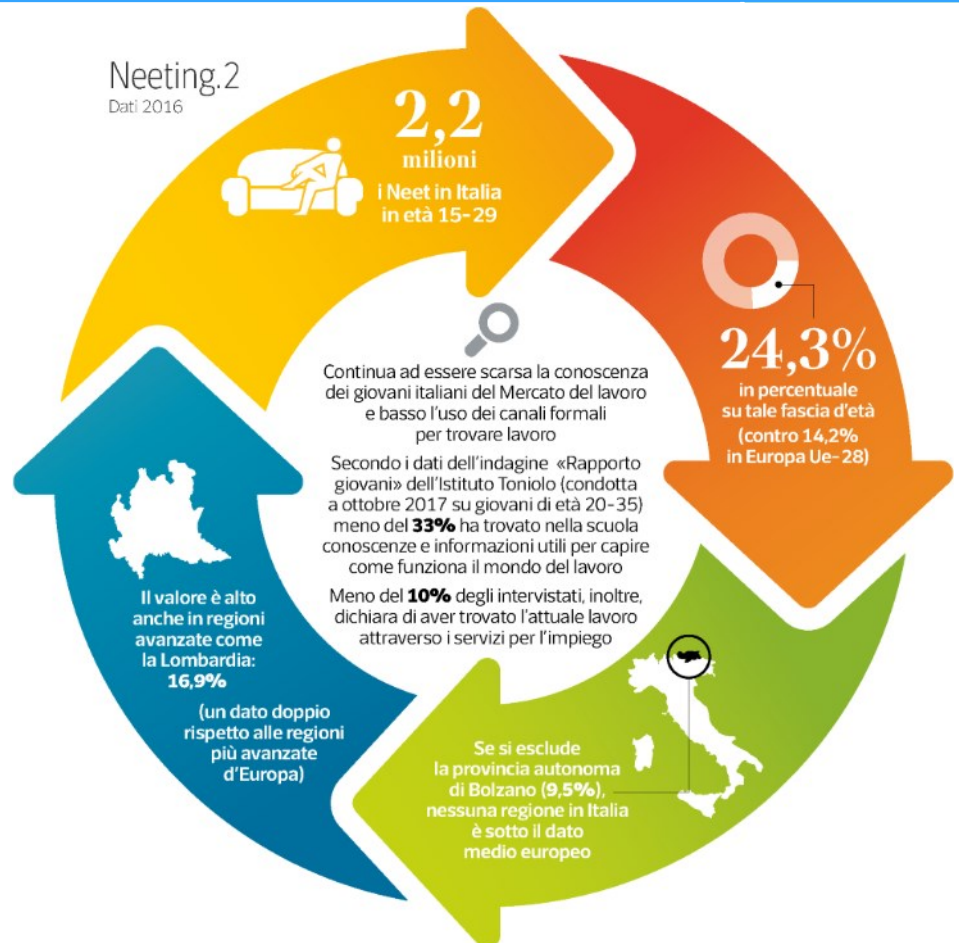 Neeting.2
Dati 2016
2,2
milioni
i Neet in Italia
in età 15-29
24,3%
in percentuale
su tale fascia d'età
(contro 14,2%
in Europa Ue-28)
Se si esclude
la provincia autonoma
di Bolzano (9,5%),
nessuna regione in Italia
è sotto il dato
medio europeo
Il valore è alto
anche in regioni
avanzate come
la Lombardia:
16,9%
(un dato doppio
rispetto alle regioni
più avanzate
d'Europa)
Continua ad essere scarsa la conoscenza
dei giovani italiani del Mercato del lavoro
e basso l'uso dei canali formali
per trovare lavoro
Secondo i dati dell'indagine «Rapporto
giovani» dell'Istituto Toniolo (condotta
a ottobre 2017 su giovani di età 20-35)
meno del 33% ha trovato nella scuola
conoscenze e informazioni utili per capire
come funziona il mondo del lavoro
Meno del 10% degli intervistati, inoltre,
dichiara di aver trovato l'attuale lavoro
attraverso i servizi per l'impiego